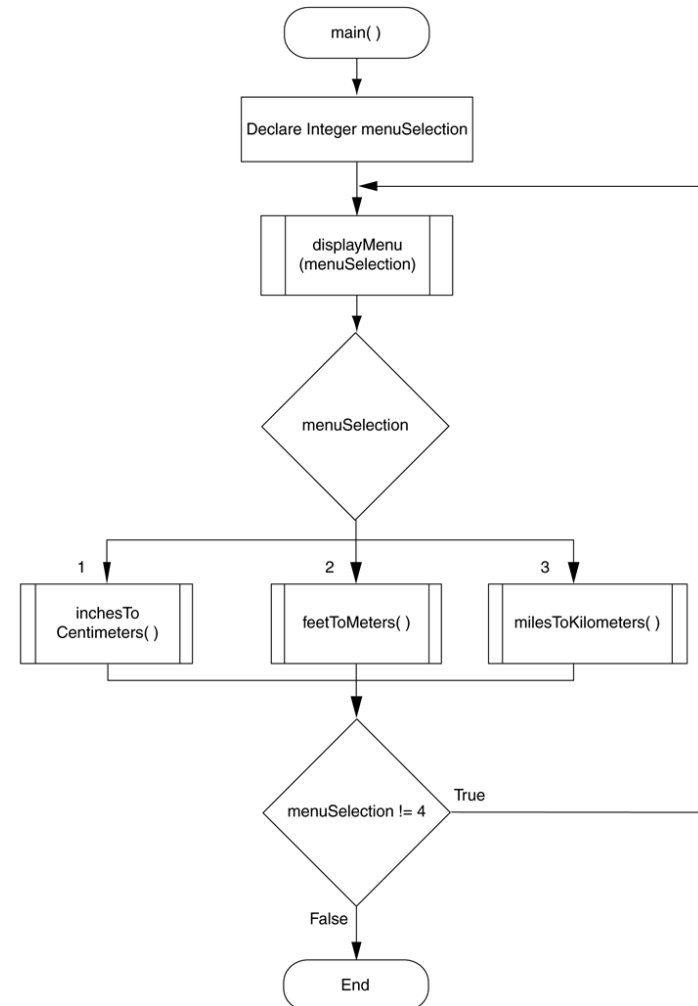 main( )
Declare Integer menuSelection
displayMenu
(menuSelection)
menuSelection
1
2
3
inchesTo
Centimeters( )
feetToMeters( )
milesToKilometers( )
menuSelection != 4
True
False
End